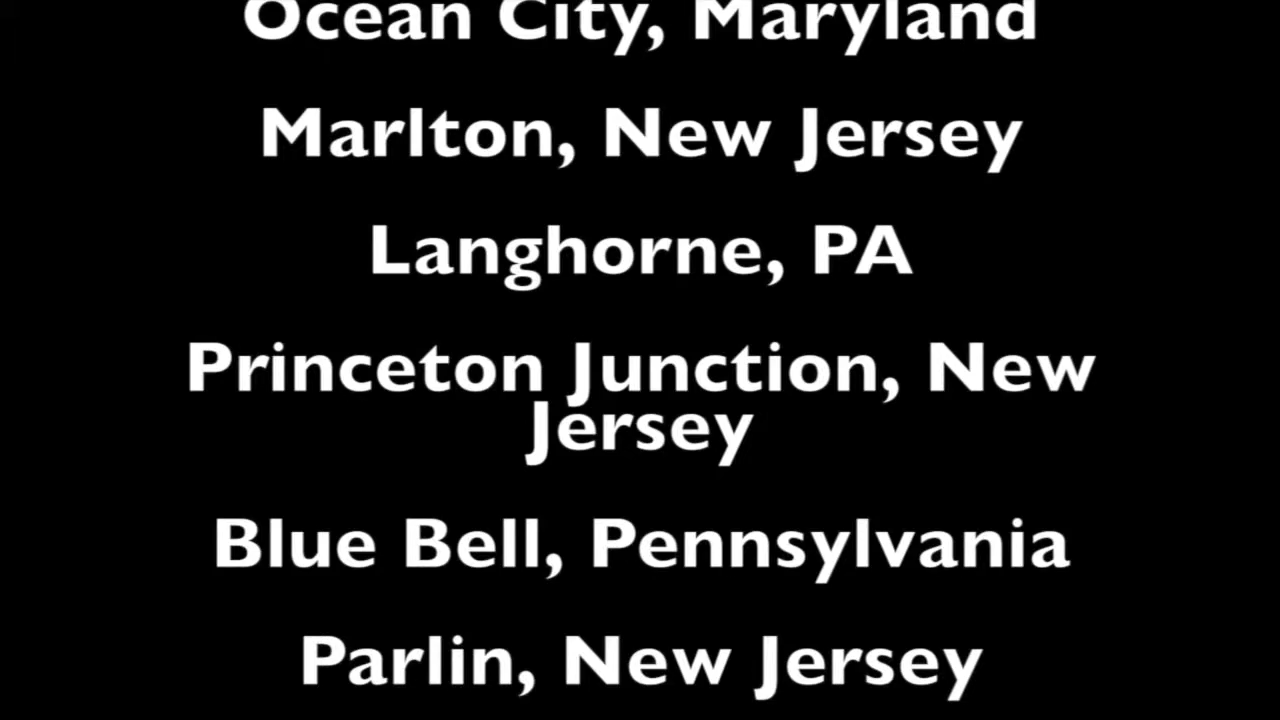 Ocean City, Maryland
Marlton, New Jersey
Langhorne, PA
Princeton Junction, New
Jersey
Blue Bell, Pennsylvania
Parlin, New Jersey